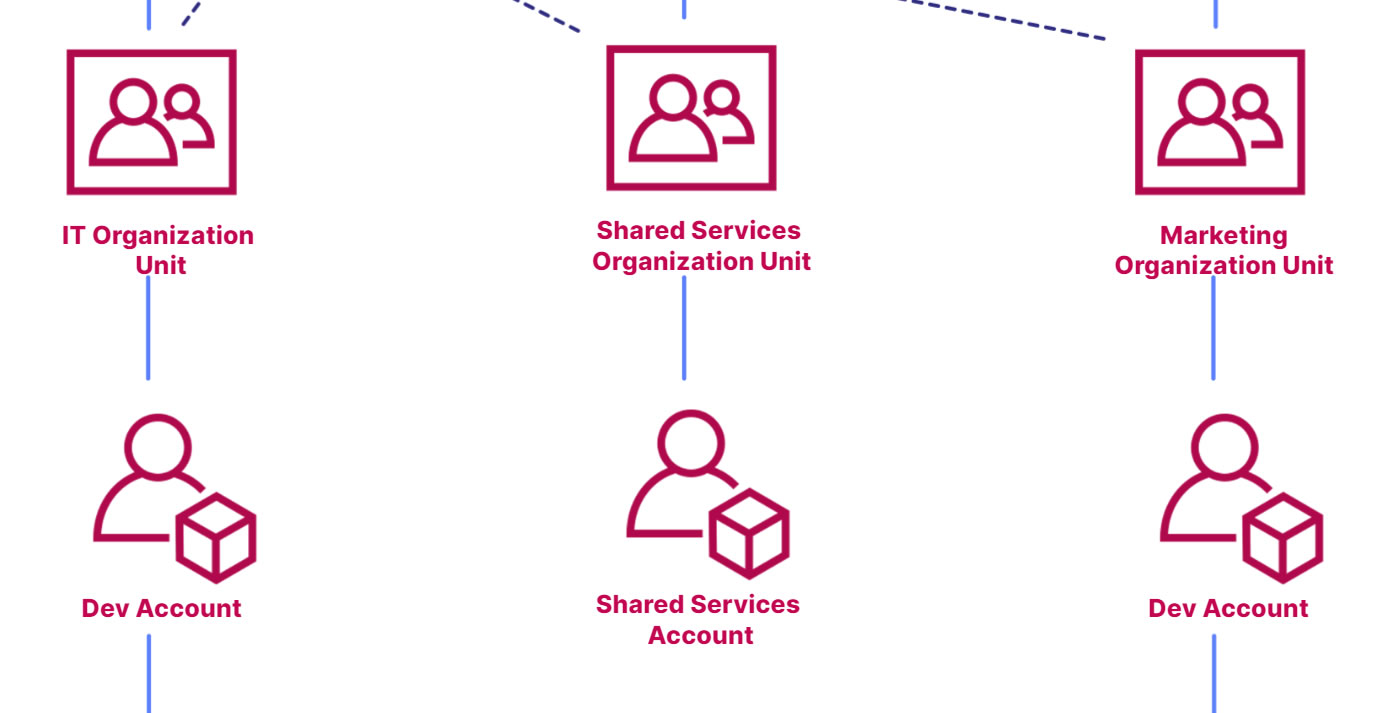 IT Organization
Unit
Shared Services
Organization Unit
Marketing
Organization Unit
Dev Account
Shared Services
Account
Dev Account